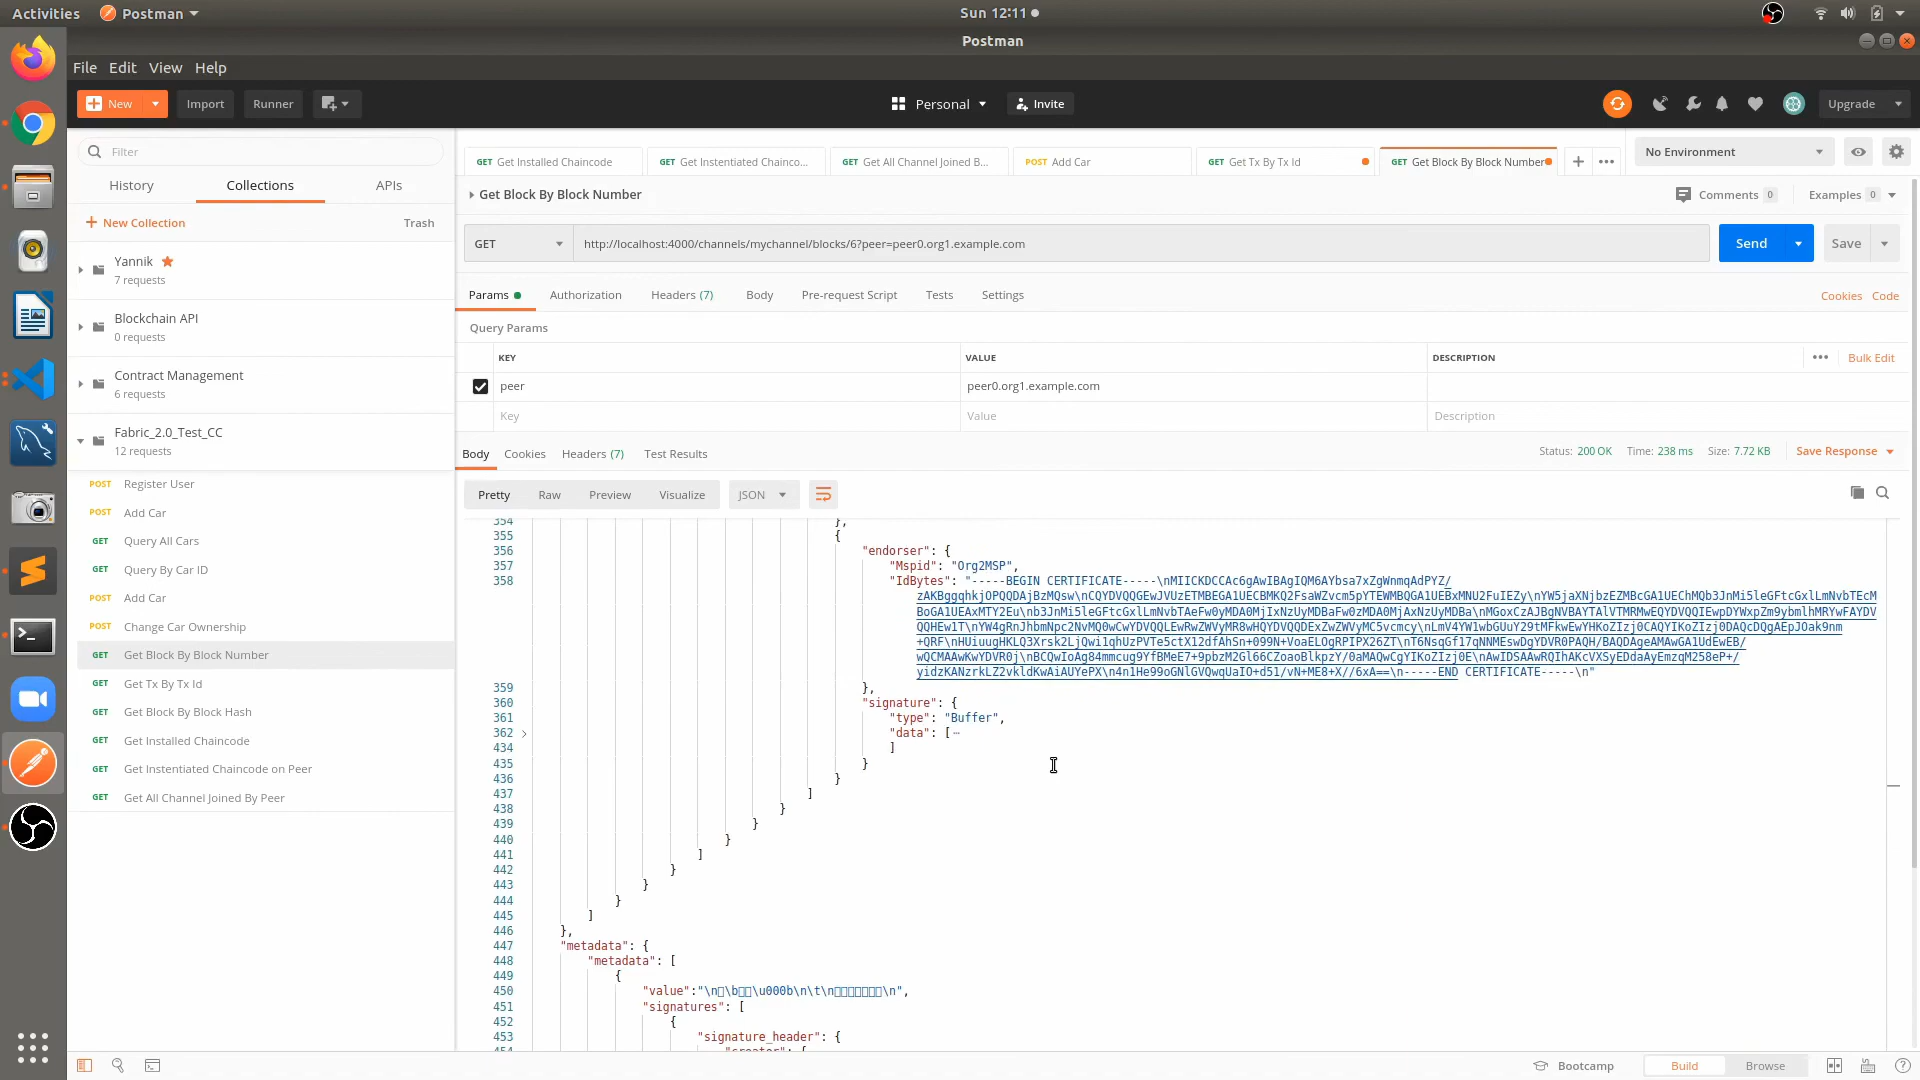 Activities
Postman
Sun 12:11
Postman
File Edit View Help
New Import Runner
Personal Invite
Upgrade
Filter
History Collections APIs
New Collection Trash
Yannik
7 requests
Blockchain API
0 requests
Contract Management
6 requests
Fabric_2.0_Test_CC
12 requests
POST Register User
POST Add Car
GET Query All Cars
GET Query By Car ID
POST Add Car
POST Change Car Ownership
GET Get Block By Block Number
GET Get Tx By Tx Id
GET Get Block By Block Hash
GET Get Installed Chaincode
GET Get Instentiated Chaincode on Peer
GET Get All Channel Joined By Peer
GET Get Installed Chaincode
GET Get Instentiated Chainco...
GET Get All Channel Joined B...
POST Add Car
GET Get Tx By Tx Id
GET Get Block By Block Number
No Environment
Get Block By Block Number
Comments 0 Examples 0
GET http://localhost:4000/channels/mychannel/blocks/6?peer=peer0.org1.example.com
Send Save
Params Authorization Headers (7) Body Pre-request Script Tests Settings
Cookies Code
Query Params
KEY VALUE DESCRIPTION
Bulk Edit
peer peer0.org1.example.com
Key Value Description
Body Cookies Headers (7) Test Results
Status: 200 OK Time: 238 ms Size: 7.72 KB Save Response
Pretty Raw Preview Visualize JSON
354 },
355 {
356 "endorser": {
357 "Mspid": "Org2MSP",
358 "IdBytes": "-----BEGIN CERTIFICATE-----
-----END CERTIFICATE-----\n"
359 },
360 "signature": {
361 "type": "Buffer",
362 "data": [
434 ]
435 }
436 }
437 ]
438 }
439 }
440 }
441 ]
442 }
443 }
444 }
445 ]
446 },
447 "metadata": {
448 "metadata": [
449 {
450 "value":
451 "signatures": [
452 {
453 "signature_header": {
454 "creator": {
Bootcamp Build Browse